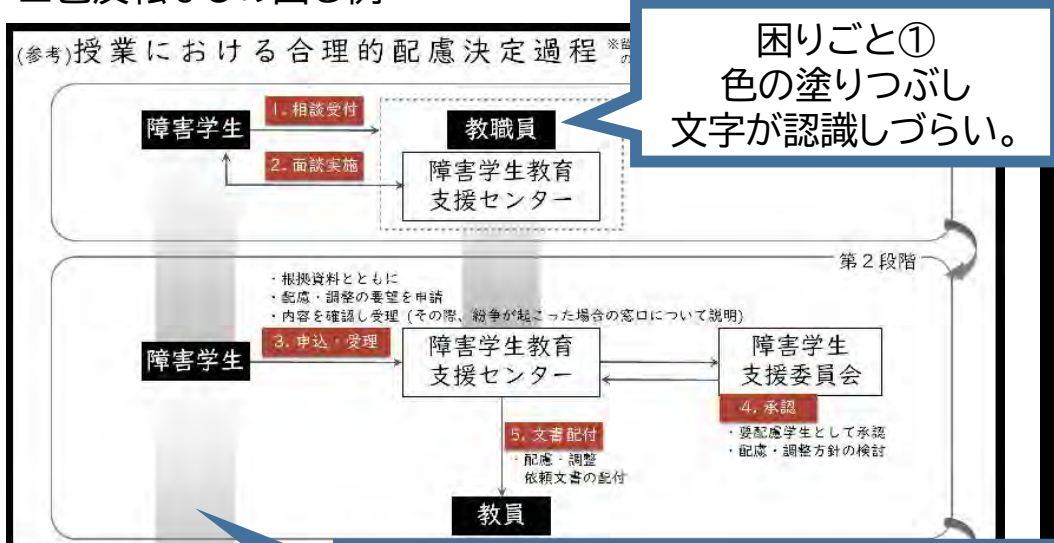 (参考)授業における合理的配慮決定過程
困りごと①
色の塗りつぶし
文字が認識しづらい。
1. 相談受付
障害学生
教職員
2. 面談実施
障害学生教育
支援センター
第2段階
・根拠資料とともに
・配慮・調整の要望を申請
・内容を確認し受理(その際、紛争が起こった場合の窓口について説明)
3. 申込・受理
障害学生
障害学生教育
支援センター
障害学生
支援委員会
4. 承認
・要配慮学生として承認
・配慮・調整方針の検討
5. 文書配付
・配慮・調整
依頼文書の配付
教員